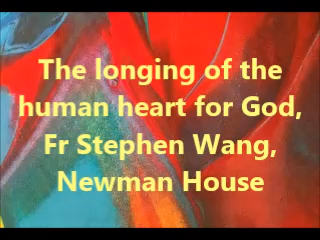 The longing of the
human heart for God,
Fr Stephen Wang,
Newman House